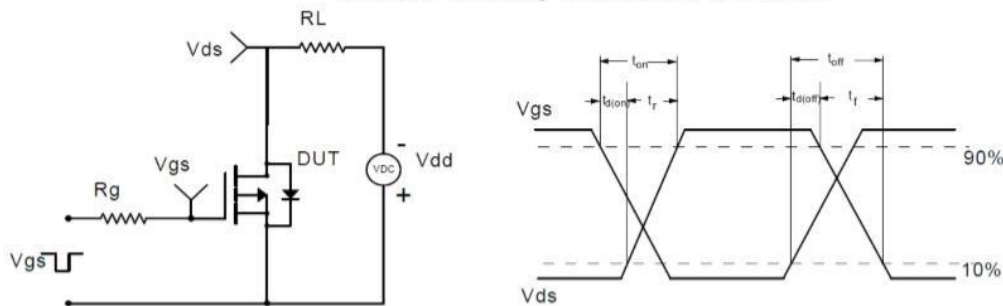 RL
Vds
Vgs
DUT
Rg
Vgs
VDC
-
+
Vdd
ton
toff
td(on)
tr
td(off)
tf
Vgs
90%
10%
Vds